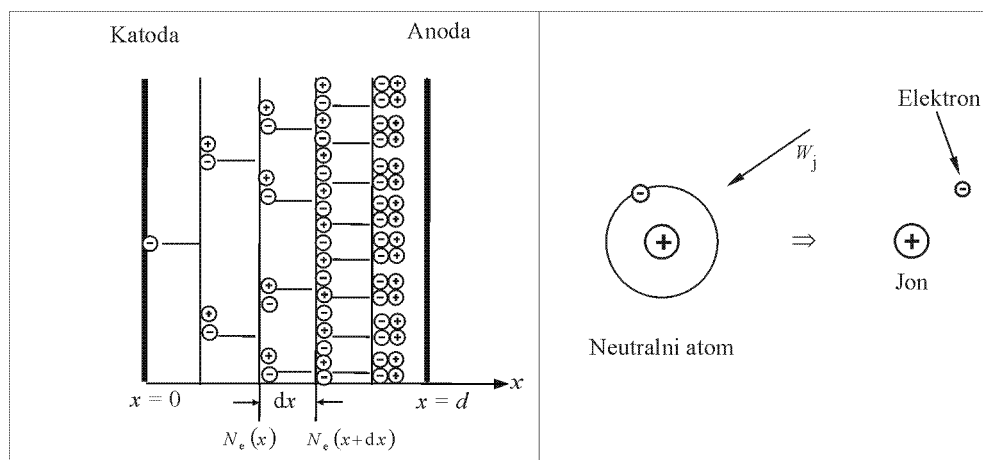 Katoda
Anoda
x
x = 0
dx
x = d
N_e(x)
N_e(x+dx)
Elektron
W_j
⇒
Jon
Neutralni atom